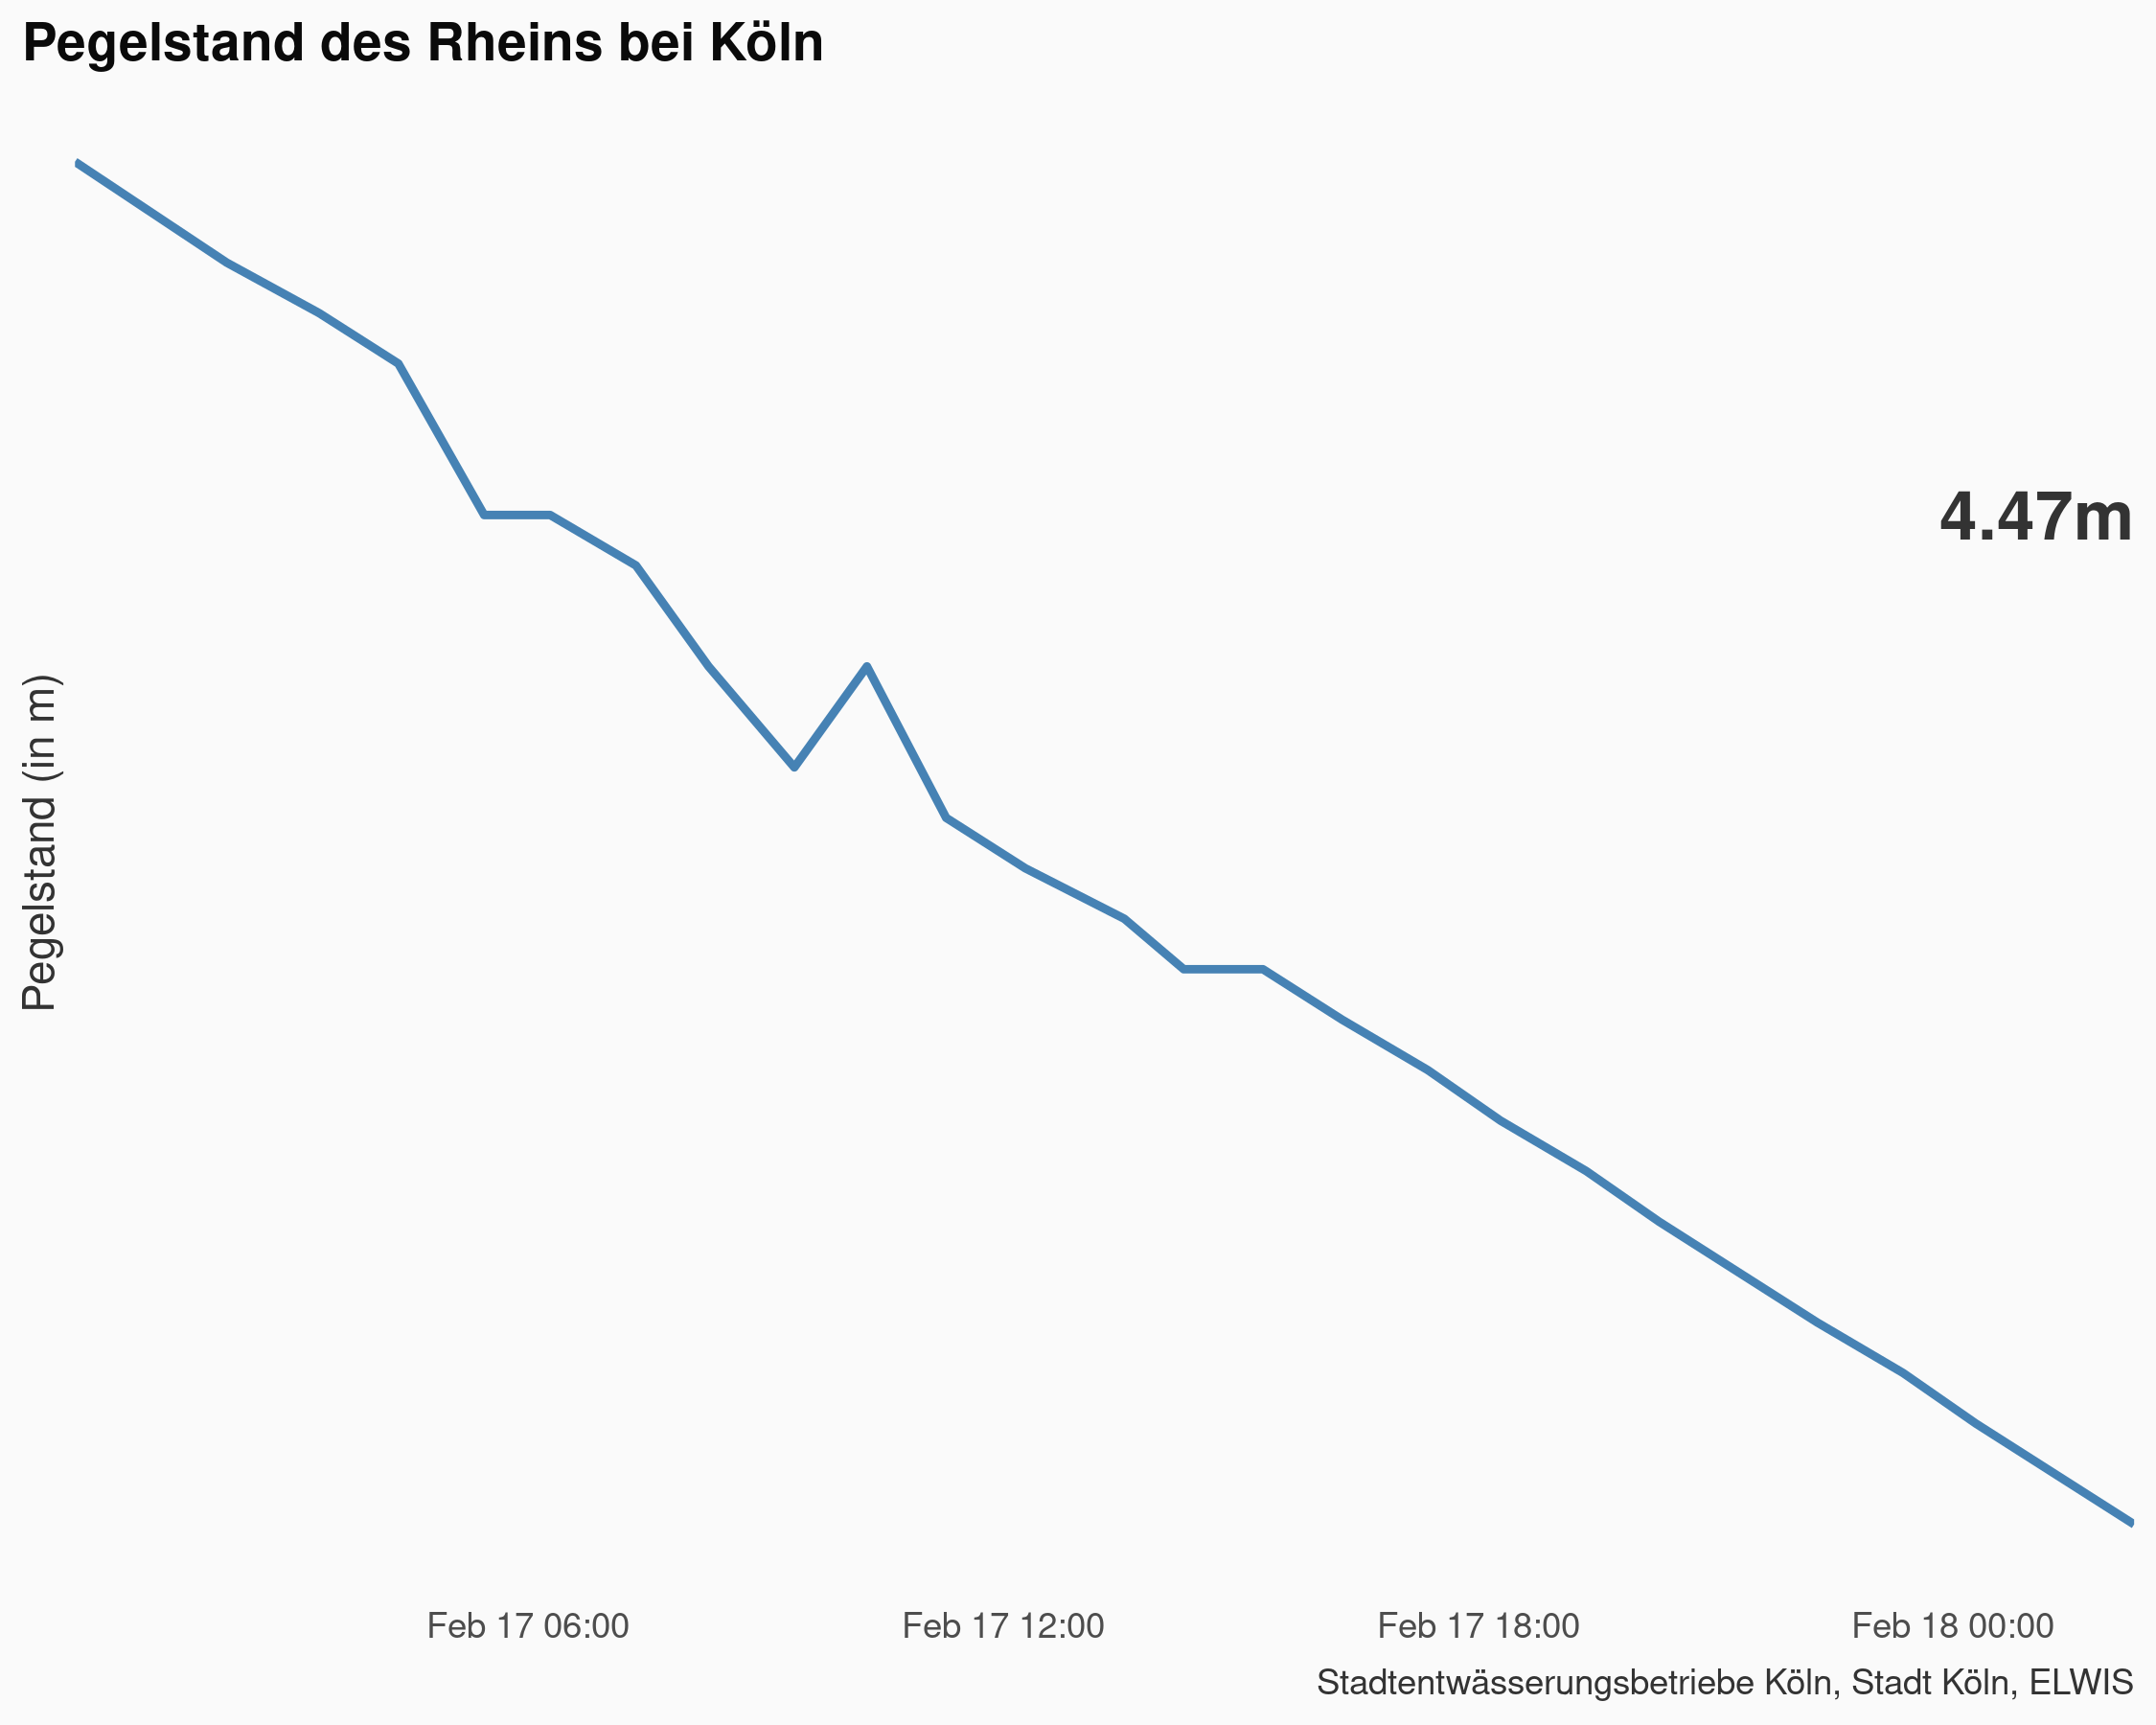 Pegelstand des Rheins bei Köln
4.47m
Pegelstand (in m)
Feb 17 06:00
Feb 17 12:00
Feb 17 18:00
Feb 18 00:00
Stadtentwässerungsbetriebe Köln, Stadt Köln, ELWIS